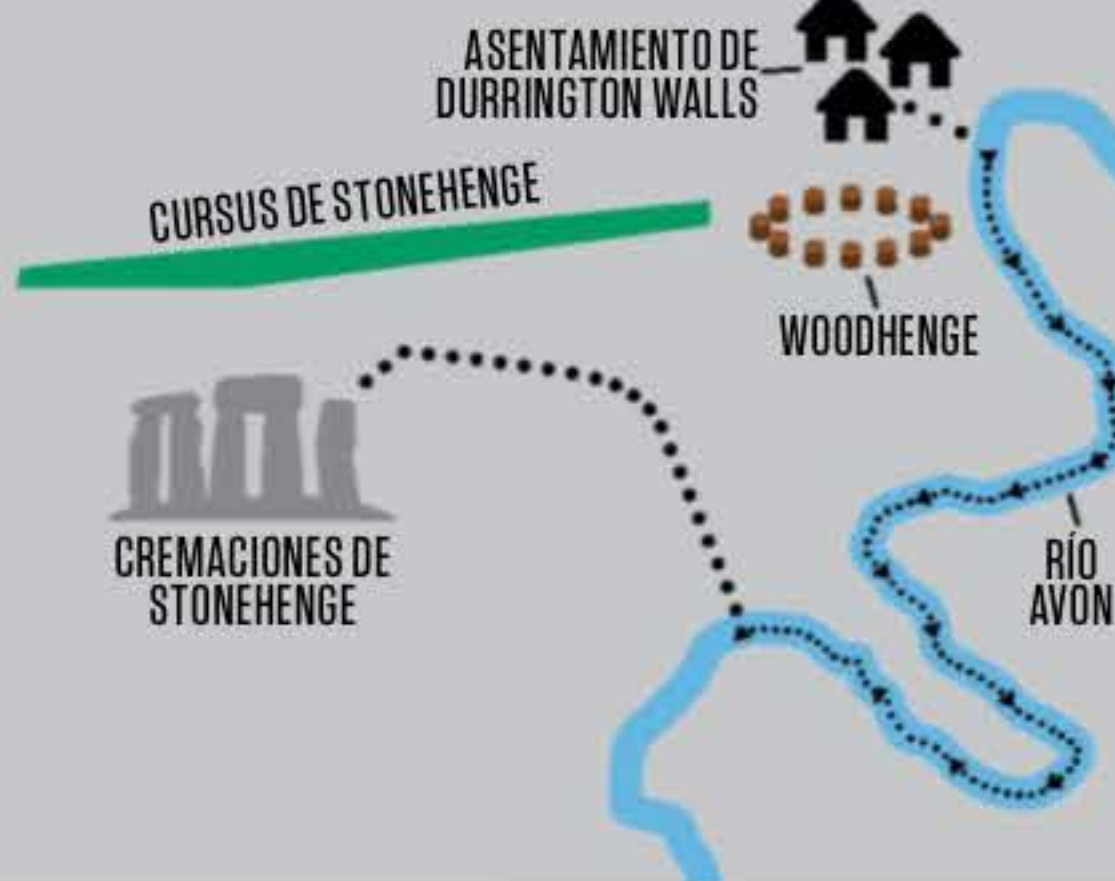 ASENTAMIENTO DE
DURRINGTON WALLS
CURSUS DE STONEHENGE
WOODHENGE
CREMACIONES DE
STONEHENGE
RÍO
AVON